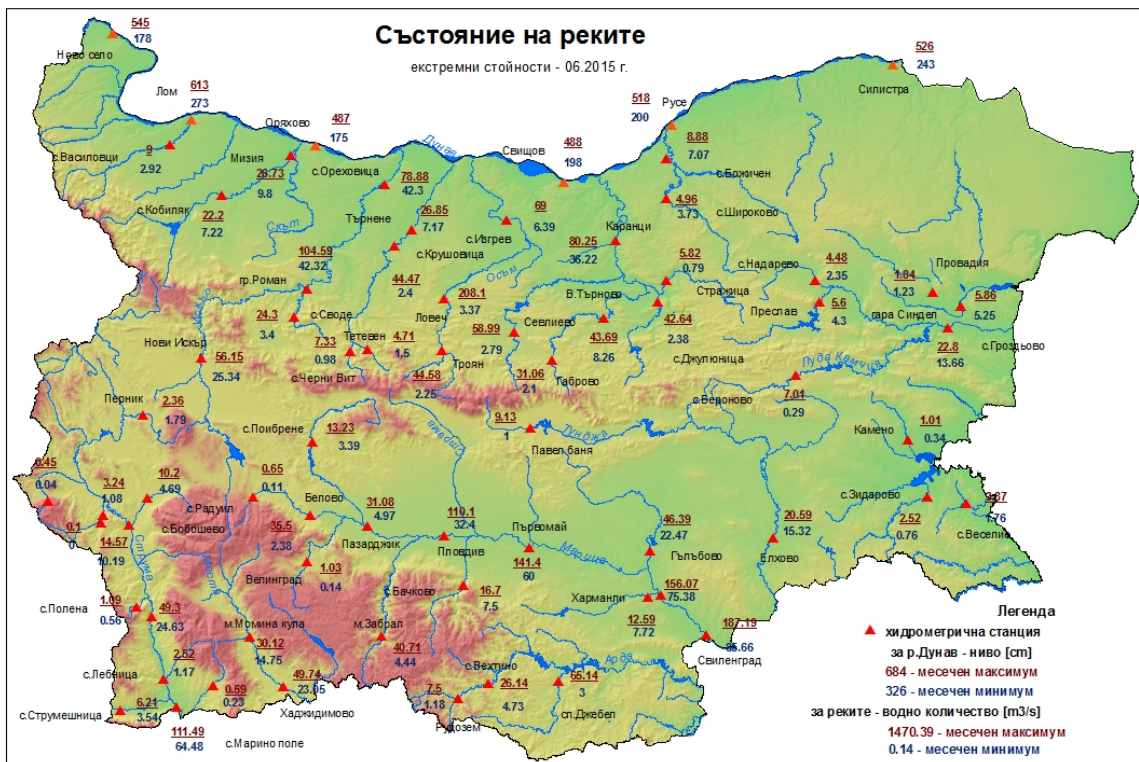 Състояние на реките
екстремни стойности - 06.2015 г.
545
178
Ново село
526
243
Силистра
Лом
613
273
518
200
Русе
Оряхово
487
175
Дунав
Свищов
488
198
с.Василовци
9
2.92
Мизия
26.73
9.8
с.Ореховица
78.88
42.3
8.88
7.07
с.Божичен
с.Кобиляк
22.2
7.22
Скът
Търнене
26.85
7.17
69
6.39
с.Изгрев
4.96
3.73
с.Широково
Каранци
80.25
36.22
104.59
42.32
с.Крушовица
гр.Роман
44.47
2.4
Осъм
5.82
0.79
с.Надарево
4.48
2.35
Провадия
1.84
1.23
Искър
24.3
3.4
с.Своде
208.1
3.37
Ловеч
В.Търново
Стражица
Преслав
5.6
4.3
гара Синдел
5.86
5.25
Нови Искър
56.15
25.34
7.33
0.98
Тетевен
4.71
1.5
58.99
2.79
Севлиево
43.69
8.26
42.64
2.38
22.8
13.66
с.Гроздьово
с.Черни Вит
44.58
2.25
Троян
31.06
2.1
Габрово
с.Джулюница
Луда Камчия
Перник
2.36
1.79
7.01
0.29
с.Вероново
с.Поибрене
13.23
3.39
Стряма
9.13
1
Павел баня
Тунджа
Камено
1.01
0.34
0.45
0.04
3.24
1.08
10.2
4.69
с.Радуил
0.65
0.11
Белово
31.08
4.97
с.Зидарово
2.52
0.76
с.Веселие
1.76
0.1
14.57
10.19
с.Бобошево
35.5
2.38
Пазарджик
110.1
32.4
Пловдив
Първомай
141.4
60
46.39
22.47
Гълъбово
20.59
15.32
Елхово
Струма
Места
Марица
Велинград
1.03
0.14
с.Бачково
16.7
7.5
Харманли
12.59
7.72
156.07
75.38
с.Полена
1.09
0.56
49.3
24.63
187.19
Свиленград
м.Момина кула
30.12
14.75
м.Забрал
40.71
4.44
с.Лебница
2.52
1.17
с.Вехтино
26.14
4.73
Арда
65.14
3
сп.Джебел
0.59
0.23
49.74
23.05
Хаджидимово
7.5
1.18
Рудозем
с.Струмешница
6.21
3.54
111.49
64.48
с.Марино поле
Легенда
хидрометрична станция
за р.Дунав - ниво [cm]
684 - месечен максимум
326 - месечен минимум
за реките - водно количество [m3/s]
1470.39 - месечен максимум
0.14 - месечен минимум